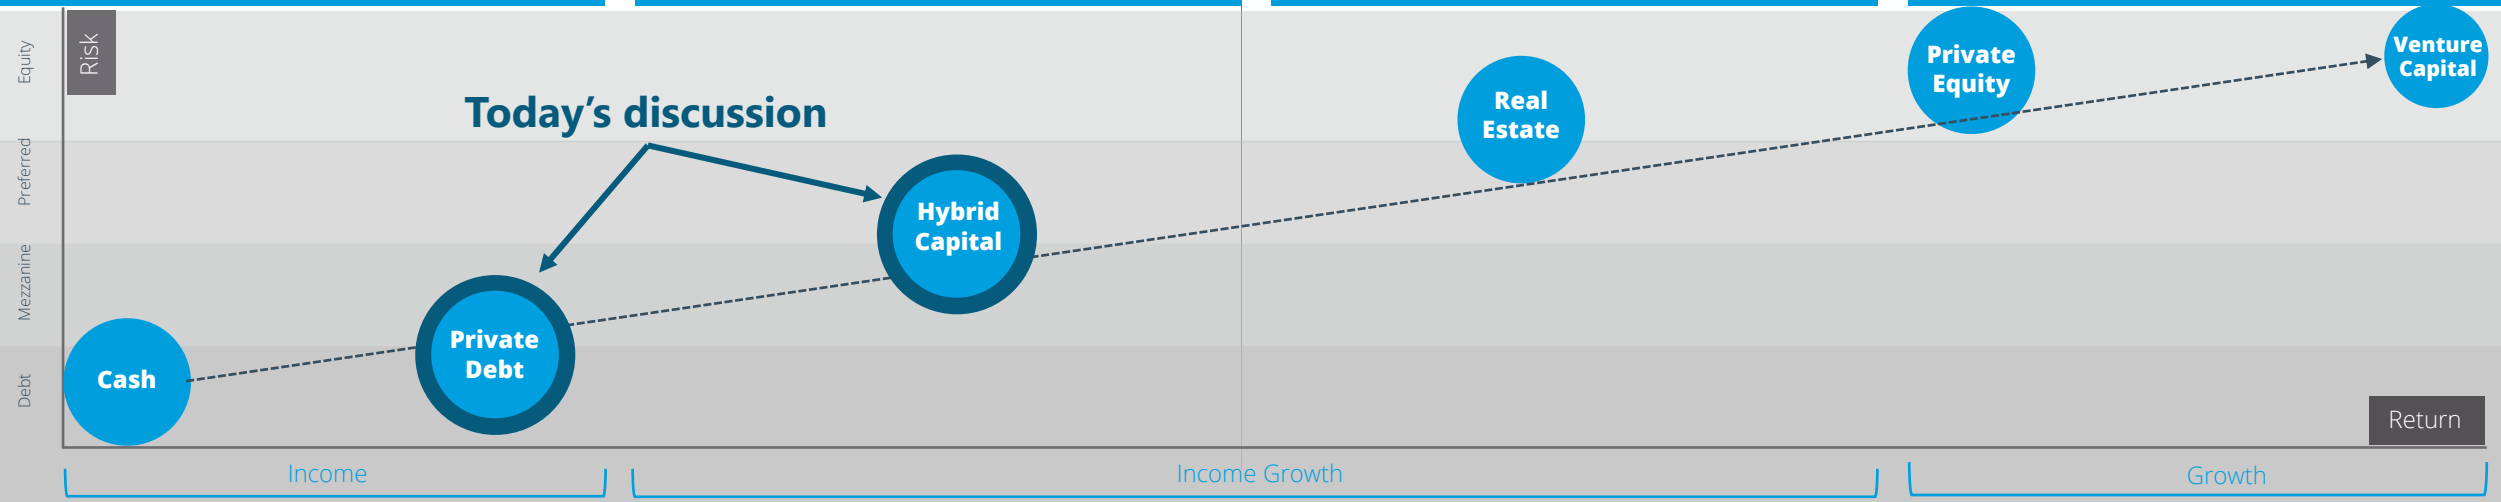 Equity
Risk
Preferred
Mezzanine
Debt
Today’s discussion
Cash
Private
Debt
Hybrid
Capital
Real
Estate
Private
Equity
Venture
Capital
Return
Income
Income Growth
Growth